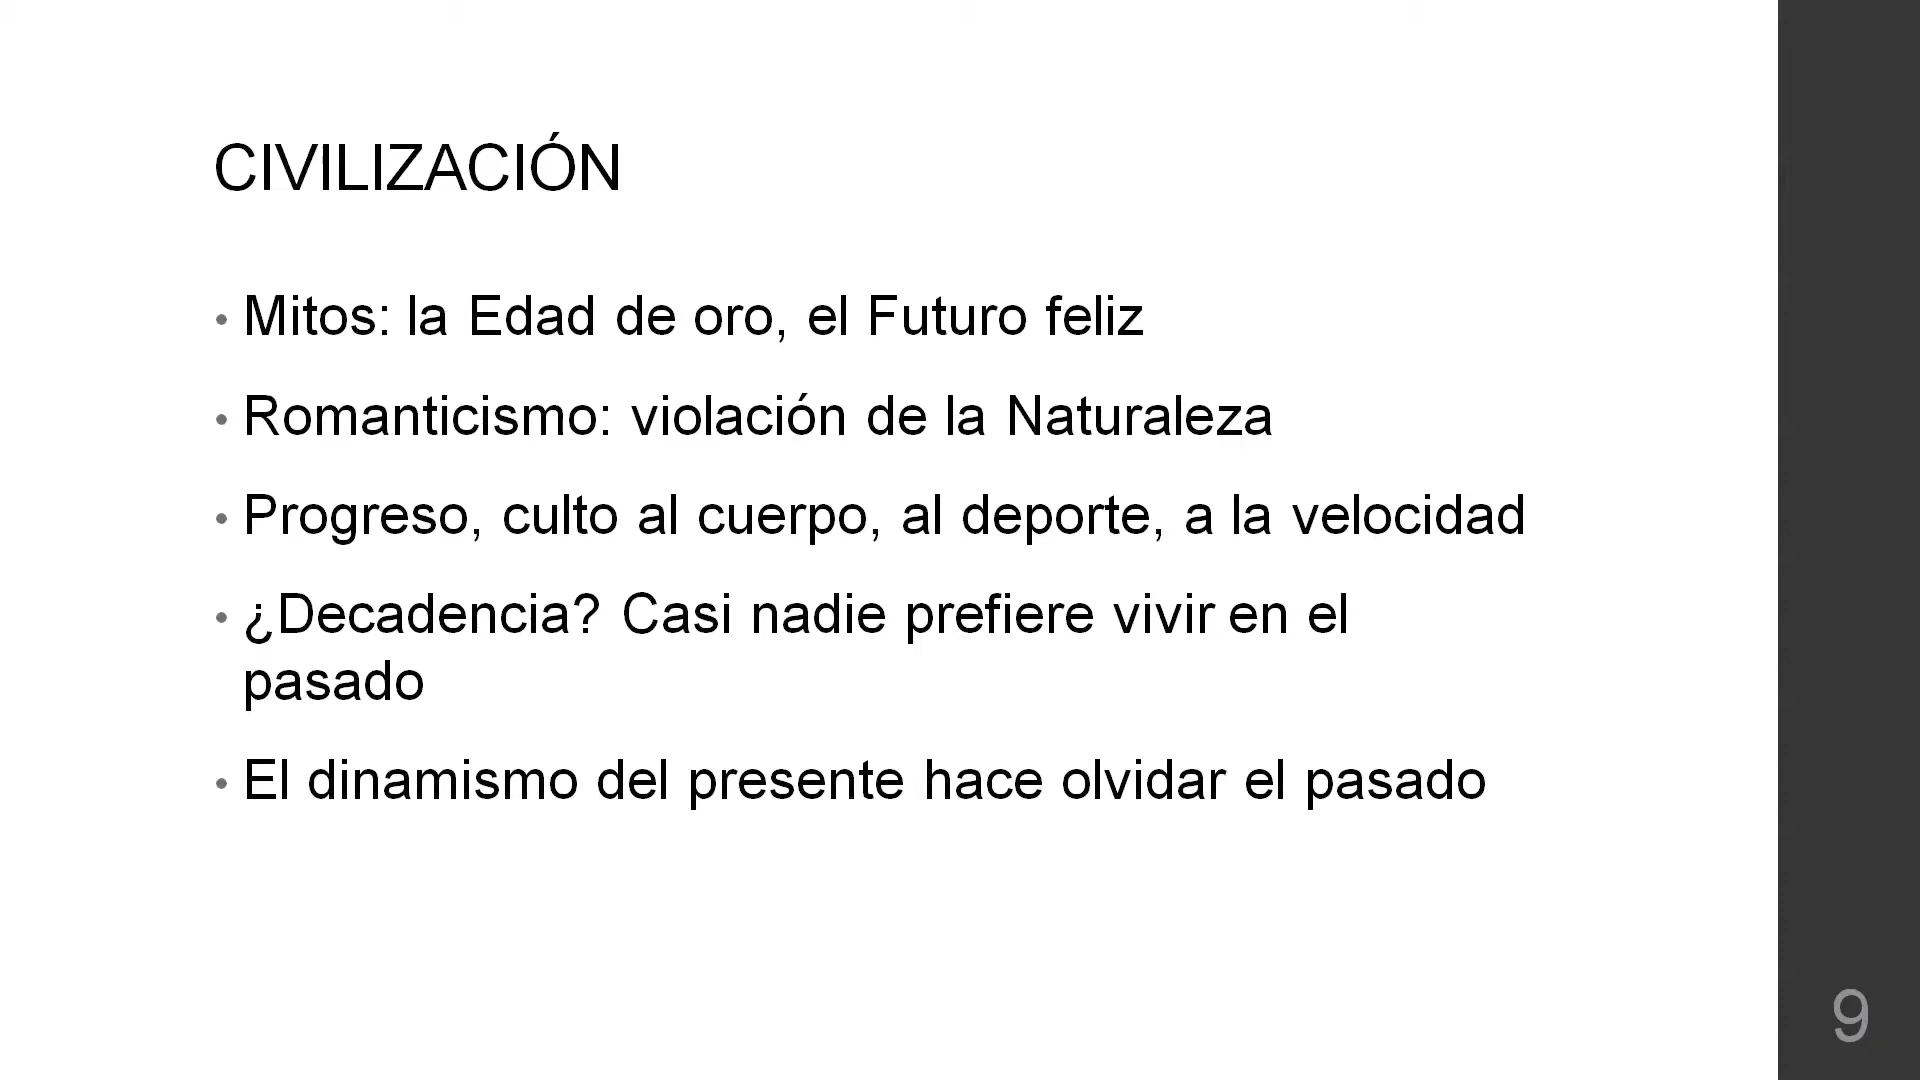 CIVILIZACIÓN
• Mitos: la Edad de oro, el Futuro feliz
• Romanticismo: violación de la Naturaleza
• Progreso, culto al cuerpo, al deporte, a la velocidad
• ¿Decadencia? Casi nadie prefiere vivir en el
pasado
• El dinamismo del presente hace olvidar el pasado
9